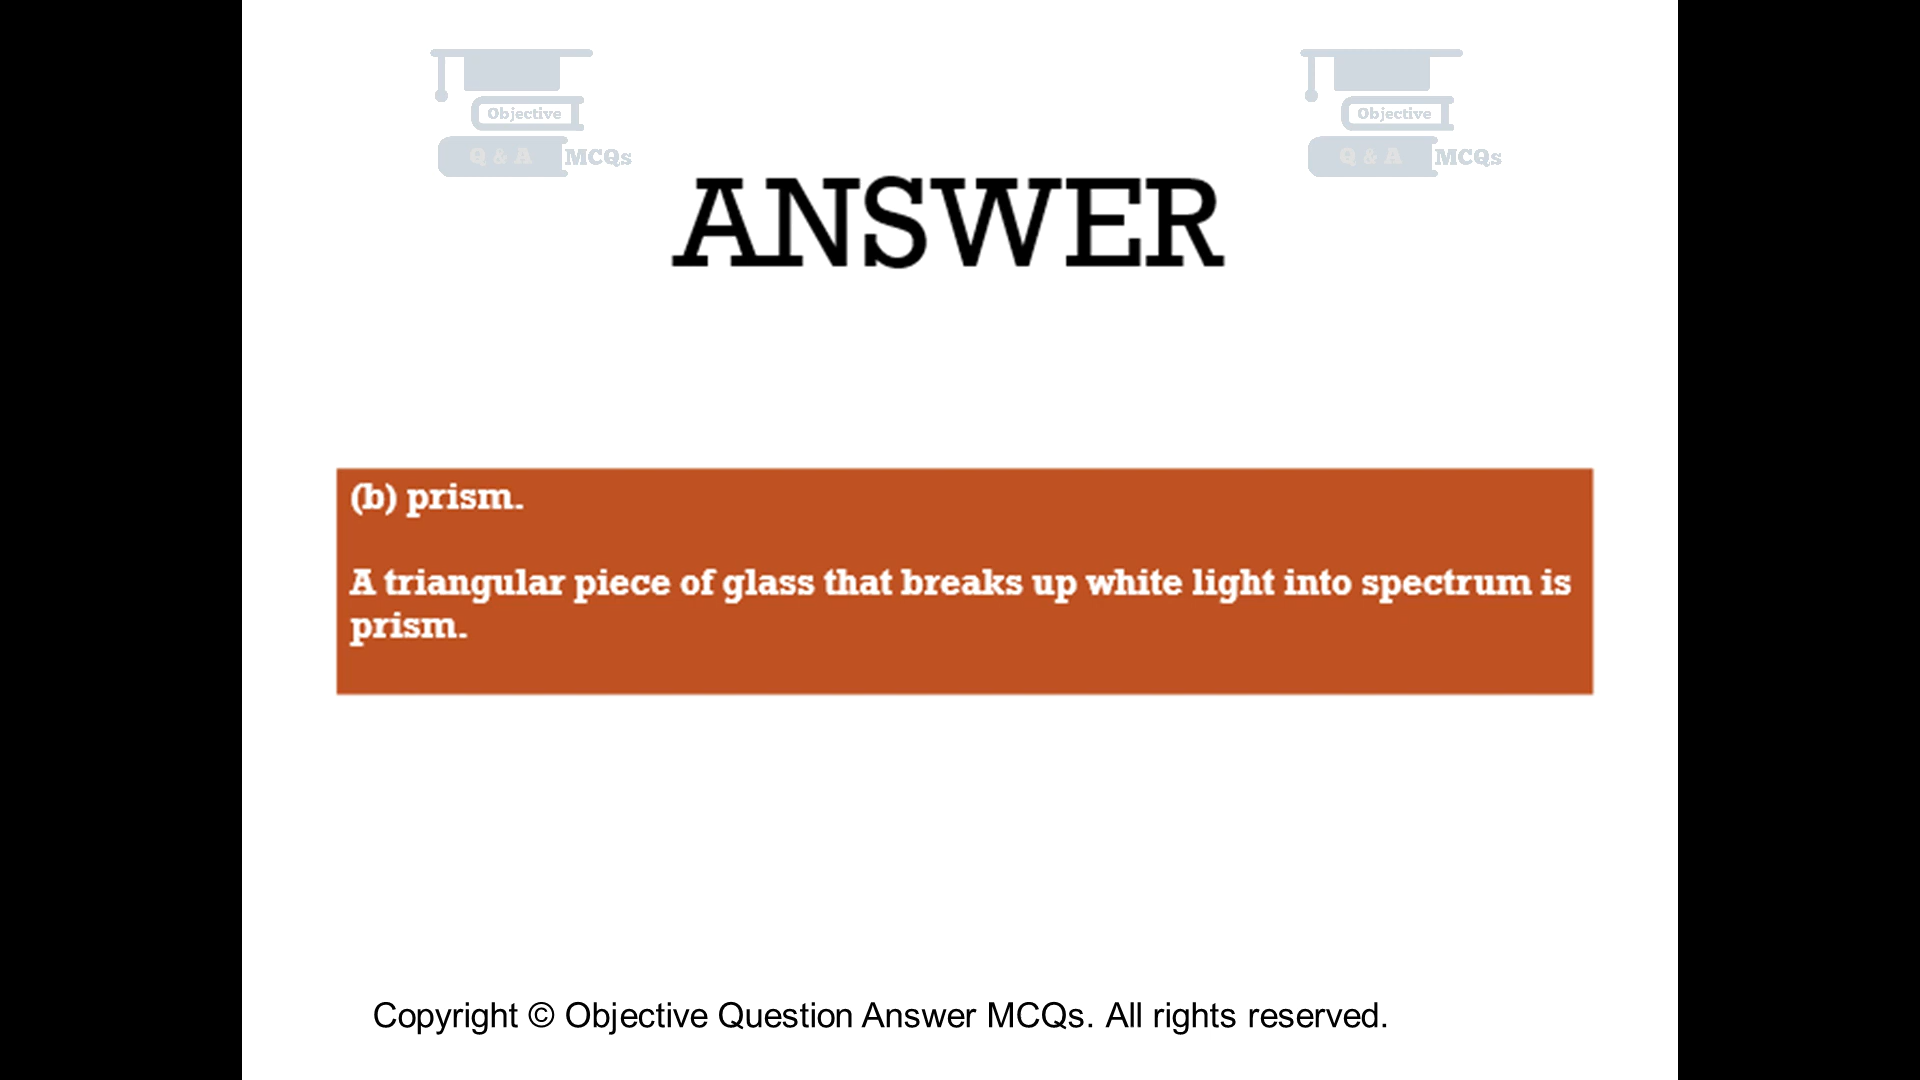 Objective
Q & A MCQs
Objective
Q & A MCQs
ANSWER
(b) prism.
A triangular piece of glass that breaks up white light into spectrum is
prism.
Copyright © Objective Question Answer MCQs. All rights reserved.